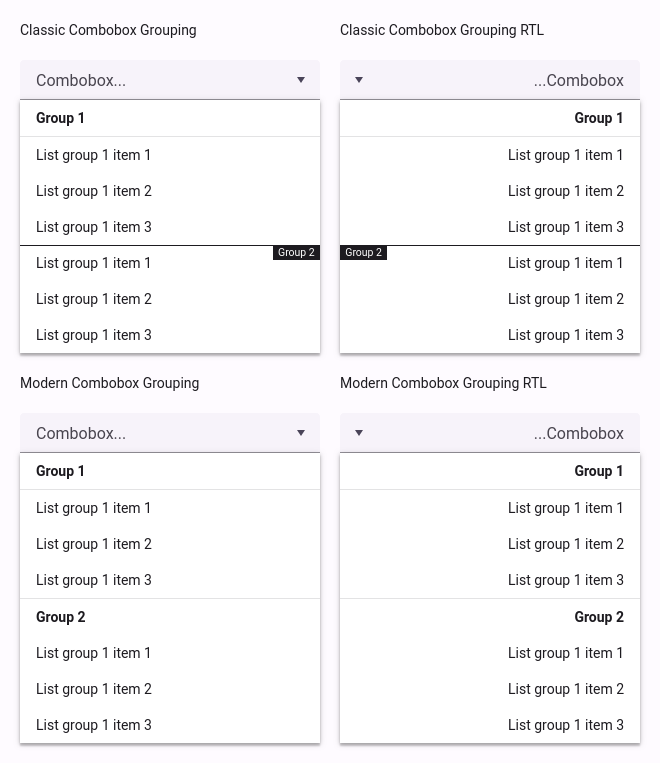 Classic Combobox Grouping
Combobox...
Group 1
List group 1 item 1
List group 1 item 2
List group 1 item 3
Group 2
List group 1 item 1
List group 1 item 2
List group 1 item 3
Classic Combobox Grouping RTL
...Combobox
Group 1
List group 1 item 1
List group 1 item 2
List group 1 item 3
Group 2
List group 1 item 1
List group 1 item 2
List group 1 item 3
Modern Combobox Grouping
Combobox...
Group 1
List group 1 item 1
List group 1 item 2
List group 1 item 3
Group 2
List group 1 item 1
List group 1 item 2
List group 1 item 3
Modern Combobox Grouping RTL
...Combobox
Group 1
List group 1 item 1
List group 1 item 2
List group 1 item 3
Group 2
List group 1 item 1
List group 1 item 2
List group 1 item 3